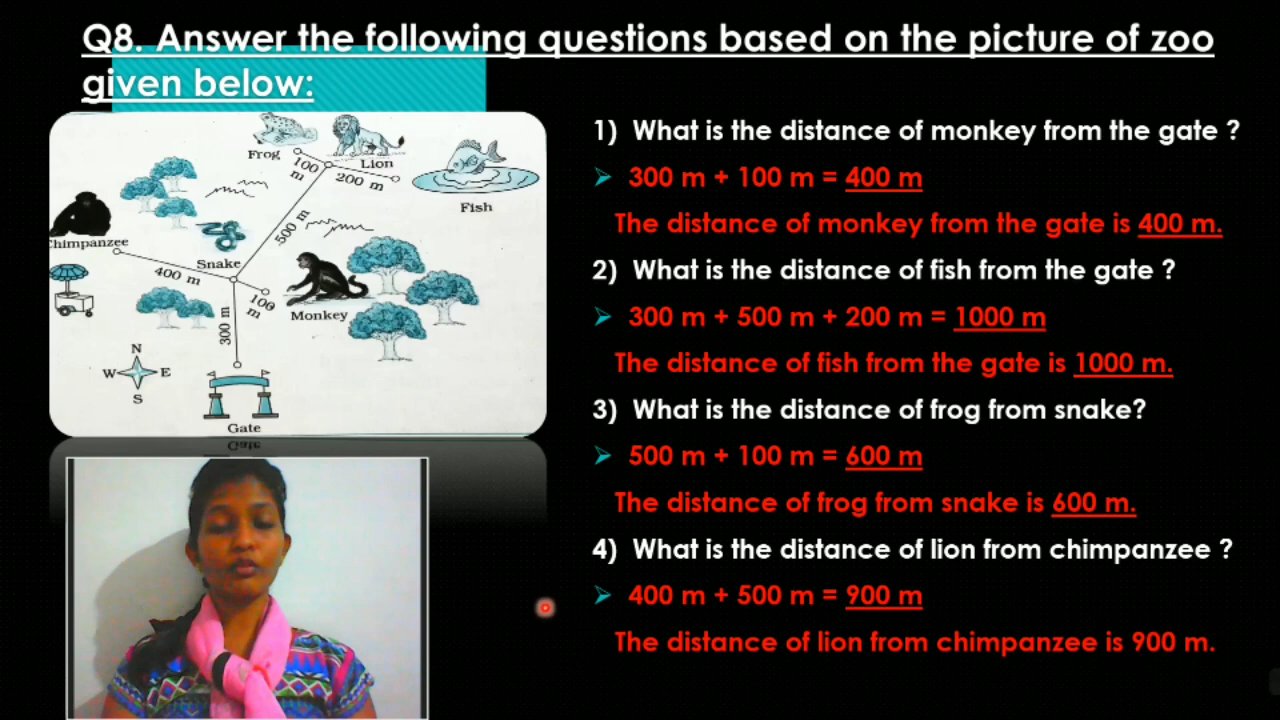 Q8. Answer the following questions based on the picture of zoo
given below:
Frog
Lion
100
m
200 m
Fish
500 m
himpanzee
400 m
Snake
100
m
Monkey
300 m
N
W E
S
Gate
Gate
1) What is the distance of monkey from the gate ?
➢ 300 m + 100 m = 400 m
The distance of monkey from the gate is 400 m.
2) What is the distance of fish from the gate ?
➢ 300 m + 500 m + 200 m = 1000 m
The distance of fish from the gate is 1000 m.
3) What is the distance of frog from snake?
➢ 500 m + 100 m = 600 m
The distance of frog from snake is 600 m.
4) What is the distance of lion from chimpanzee ?
➢ 400 m + 500 m = 900 m
The distance of lion from chimpanzee is 900 m.